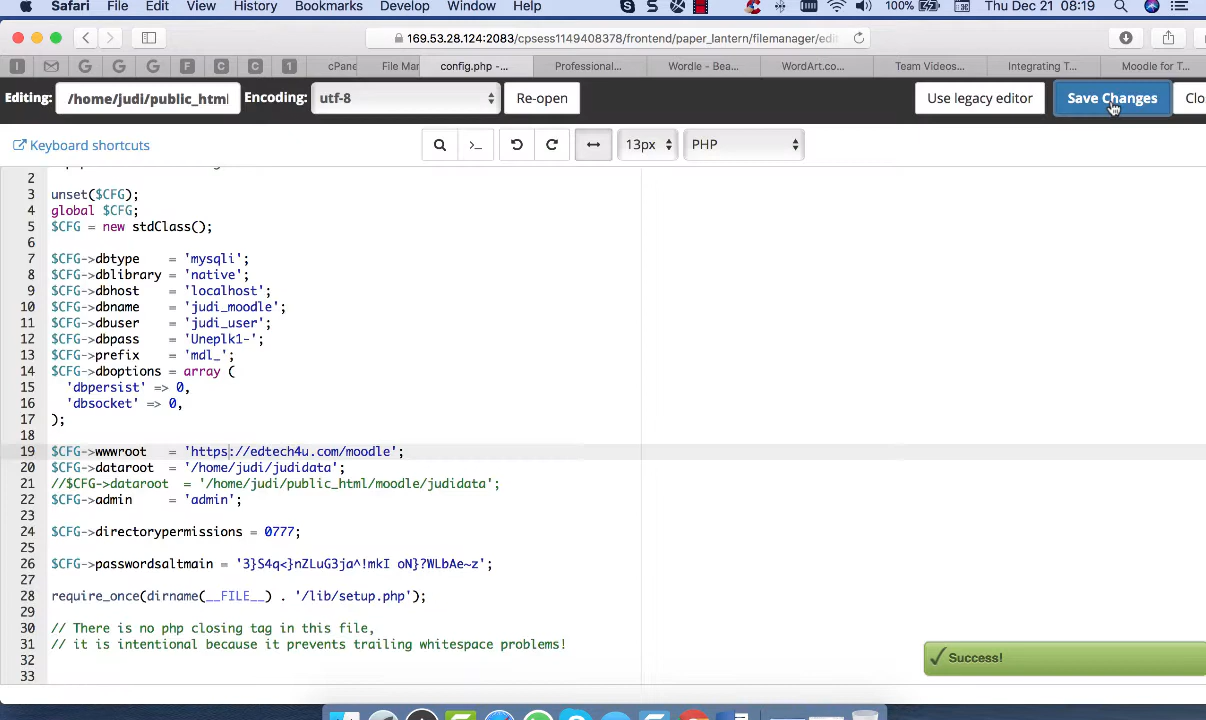 Safari File Edit View History Bookmarks Develop Window Help 100% Thu Dec 21 08:19
169.53.28.124:2083/cpsess1149408378/frontend/paper_lantern/filemanager/edi
cPane File Mar config.php -... Professional... Wordle - Bea... WordArt.co... Team Videos... Integrating T... Moodle for T...
Editing: /home/judi/public_html Encoding: utf-8 Re-open Use legacy editor Save Changes Clo
Keyboard shortcuts 13px PHP
2
3 unset($CFG);
4 global $CFG;
5 $CFG = new stdClass();
6
7 $CFG->dbtype    = 'mysqli';
8 $CFG->dblibrary = 'native';
9 $CFG->dbhost    = 'localhost';
10 $CFG->dbname    = 'judi_moodle';
11 $CFG->dbuser    = 'judi_user';
12 $CFG->dbpass    = 'Uneplk1-';
13 $CFG->prefix    = 'mdl_';
14 $CFG->dboptions = array (
15   'dbpersist' => 0,
16   'dbsocket' => 0,
17 );
18
19 $CFG->wwwroot   = 'https://edtech4u.com/moodle';
20 $CFG->dataroot  = '/home/judi/judidata';
21 //$CFG->dataroot  = '/home/judi/public_html/moodle/judidata';
22 $CFG->admin     = 'admin';
23
24 $CFG->directorypermissions = 0777;
25
26 $CFG->passwordsaltmain = '3}S4q<}nZLuG3ja^!mkI oN}?WLbAe~z';
27
28 require_once(dirname(__FILE__) . '/lib/setup.php');
29
30 // There is no php closing tag in this file,
31 // it is intentional because it prevents trailing whitespace problems!
32
33
Success!